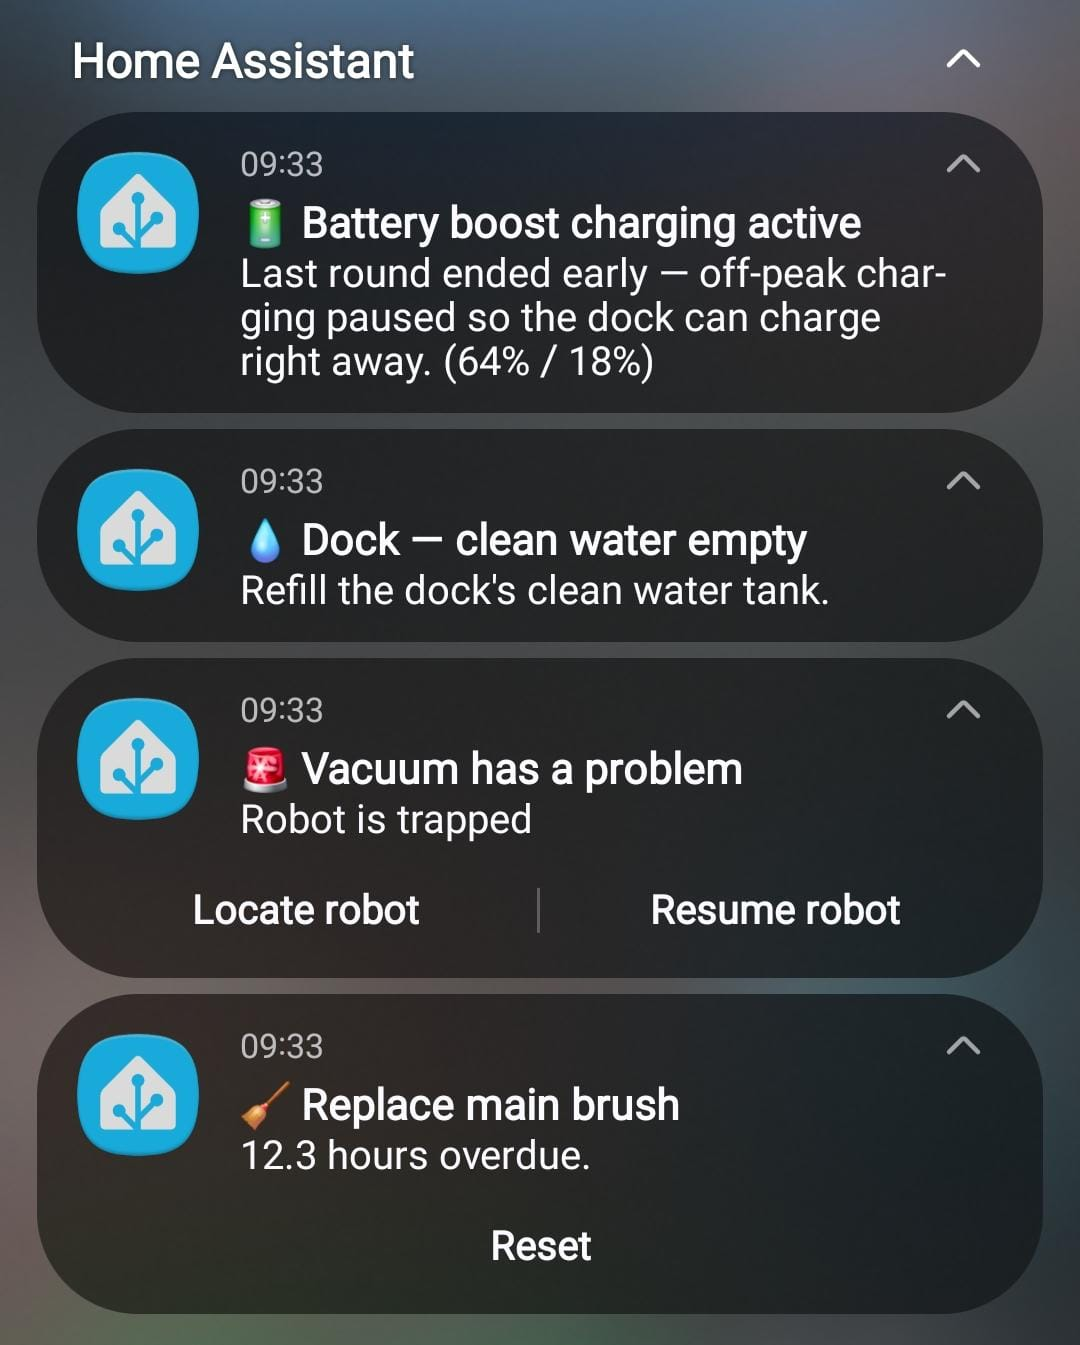 Home Assistant
09:33
🔋 Battery boost charging active
Last round ended early — off-peak char-
ging paused so the dock can charge
right away. (64% / 18%)
09:33
💧 Dock — clean water empty
Refill the dock's clean water tank.
09:33
🚨 Vacuum has a problem
Robot is trapped
Locate robot | Resume robot
09:33
🧹 Replace main brush
12.3 hours overdue.
Reset